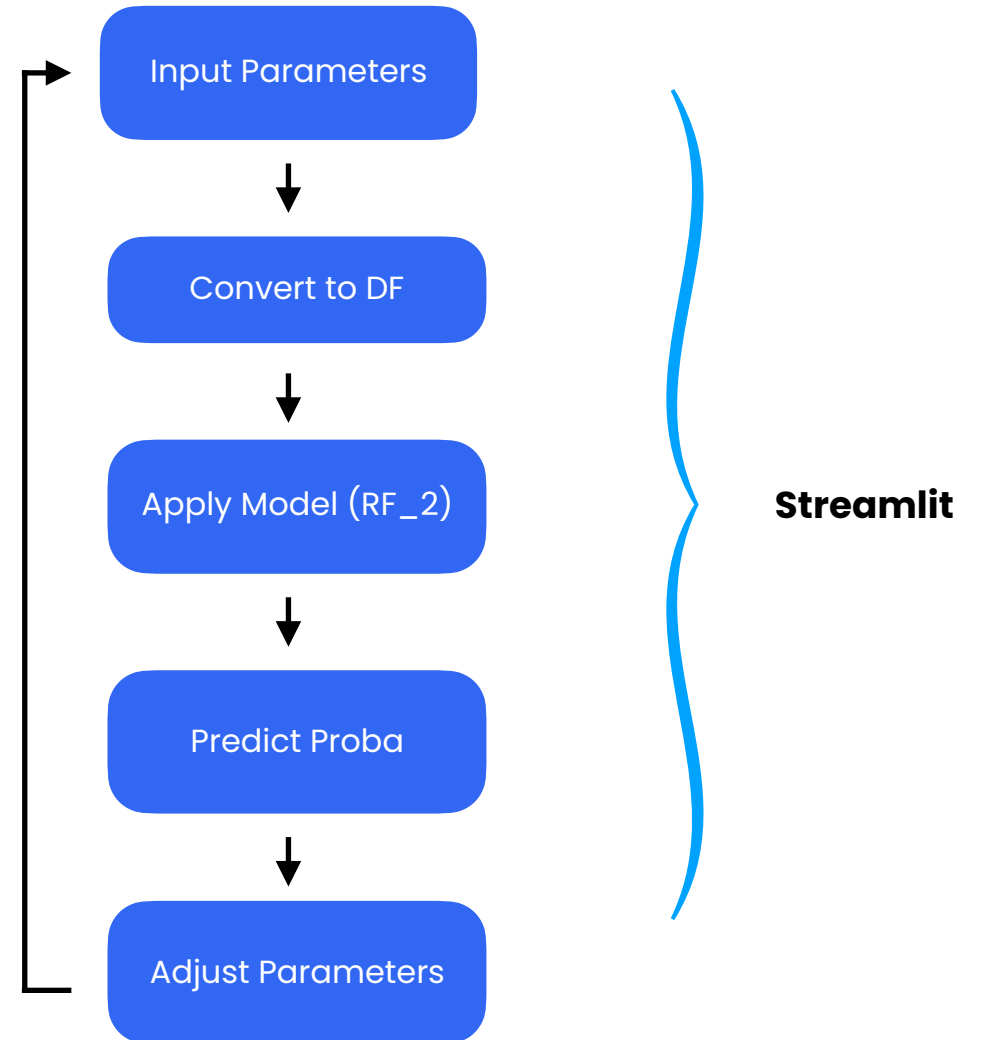 Input Parameters
Convert to DF
Apply Model (RF_2)
Predict Proba
Adjust Parameters
Streamlit